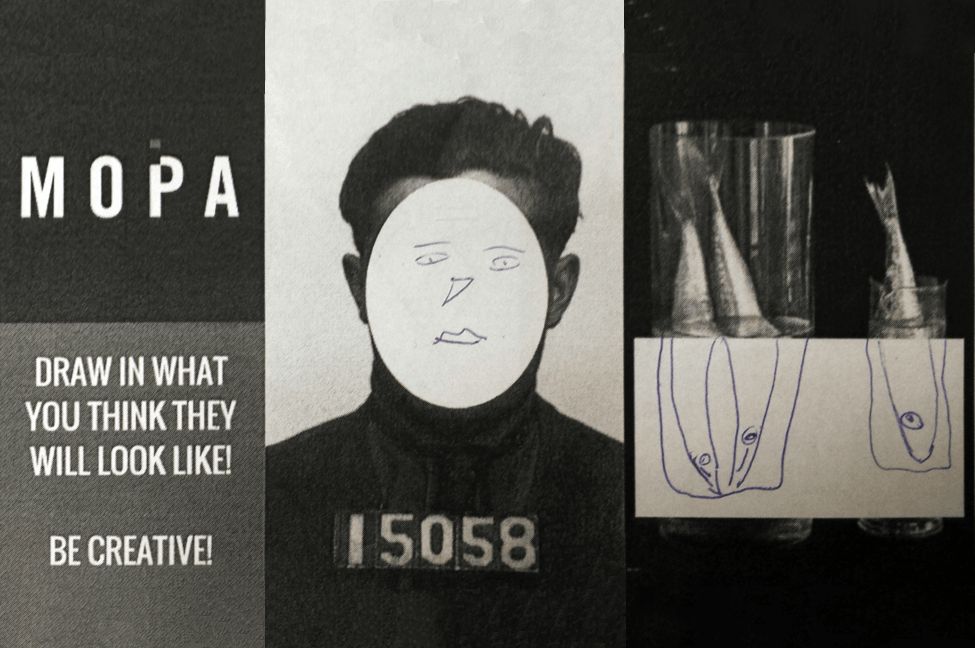 MOPA
DRAW IN WHAT
YOU THINK THEY
WILL LOOK LIKE!
BE CREATIVE!
15058